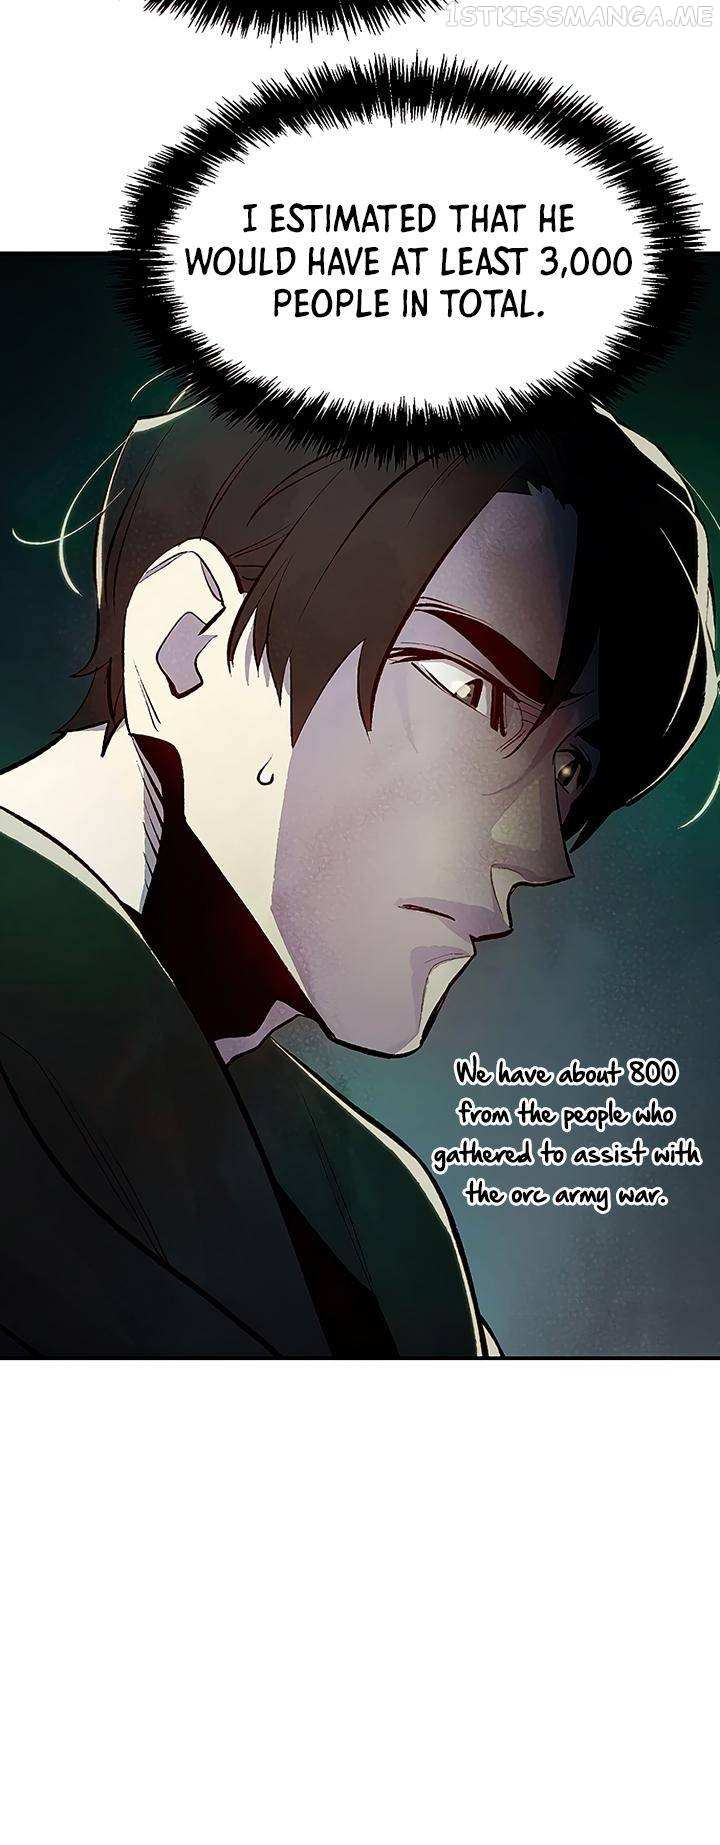 1STKISSMANGA.ME
I ESTIMATED THAT HE
WOULD HAVE AT LEAST 3,000
PEOPLE IN TOTAL.
We have about 800
from the people who
gathered to assist with
the orc army war.